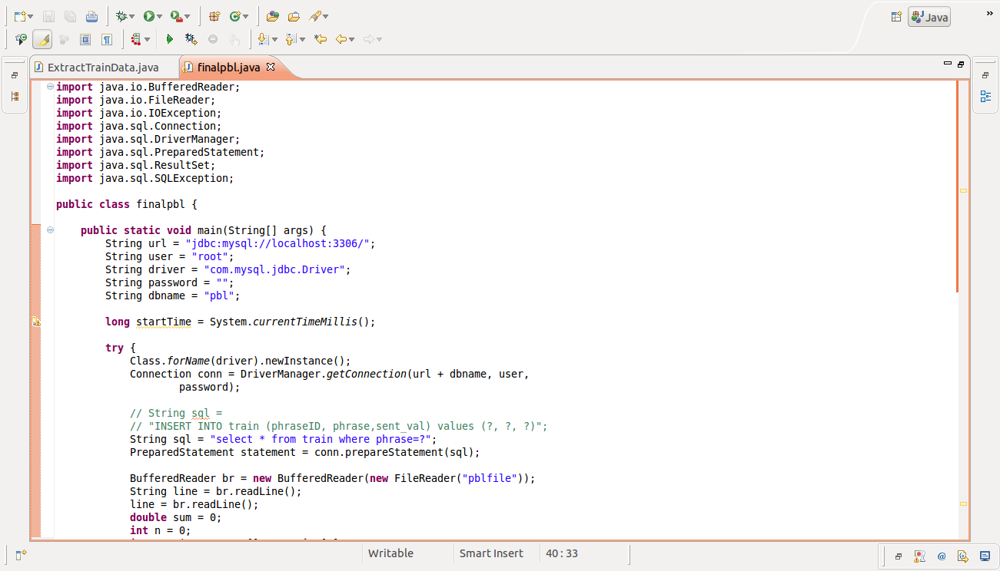 Java
»
ExtractTrainData.java
finalpbl.java
import java.io.BufferedReader;
import java.io.FileReader;
import java.io.IOException;
import java.sql.Connection;
import java.sql.DriverManager;
import java.sql.PreparedStatement;
import java.sql.ResultSet;
import java.sql.SQLException;
public class finalpbl {
public static void main(String[] args) {
String url = "jdbc:mysql://localhost:3306/";
String user = "root";
String driver = "com.mysql.jdbc.Driver";
String password = "";
String dbname = "pbl";
long startTime = System.currentTimeMillis();
try {
Class.forName(driver).newInstance();
Connection conn = DriverManager.getConnection(url + dbname, user,
password);
// String sql =
// "INSERT INTO train (phraseID, phrase,sent_val) values (?, ?, ?)";
String sql = "select * from train where phrase=?";
PreparedStatement statement = conn.prepareStatement(sql);
BufferedReader br = new BufferedReader(new FileReader("pblfile"));
String line = br.readLine();
line = br.readLine();
double sum = 0;
int n = 0;
Writable
Smart Insert
40 : 33